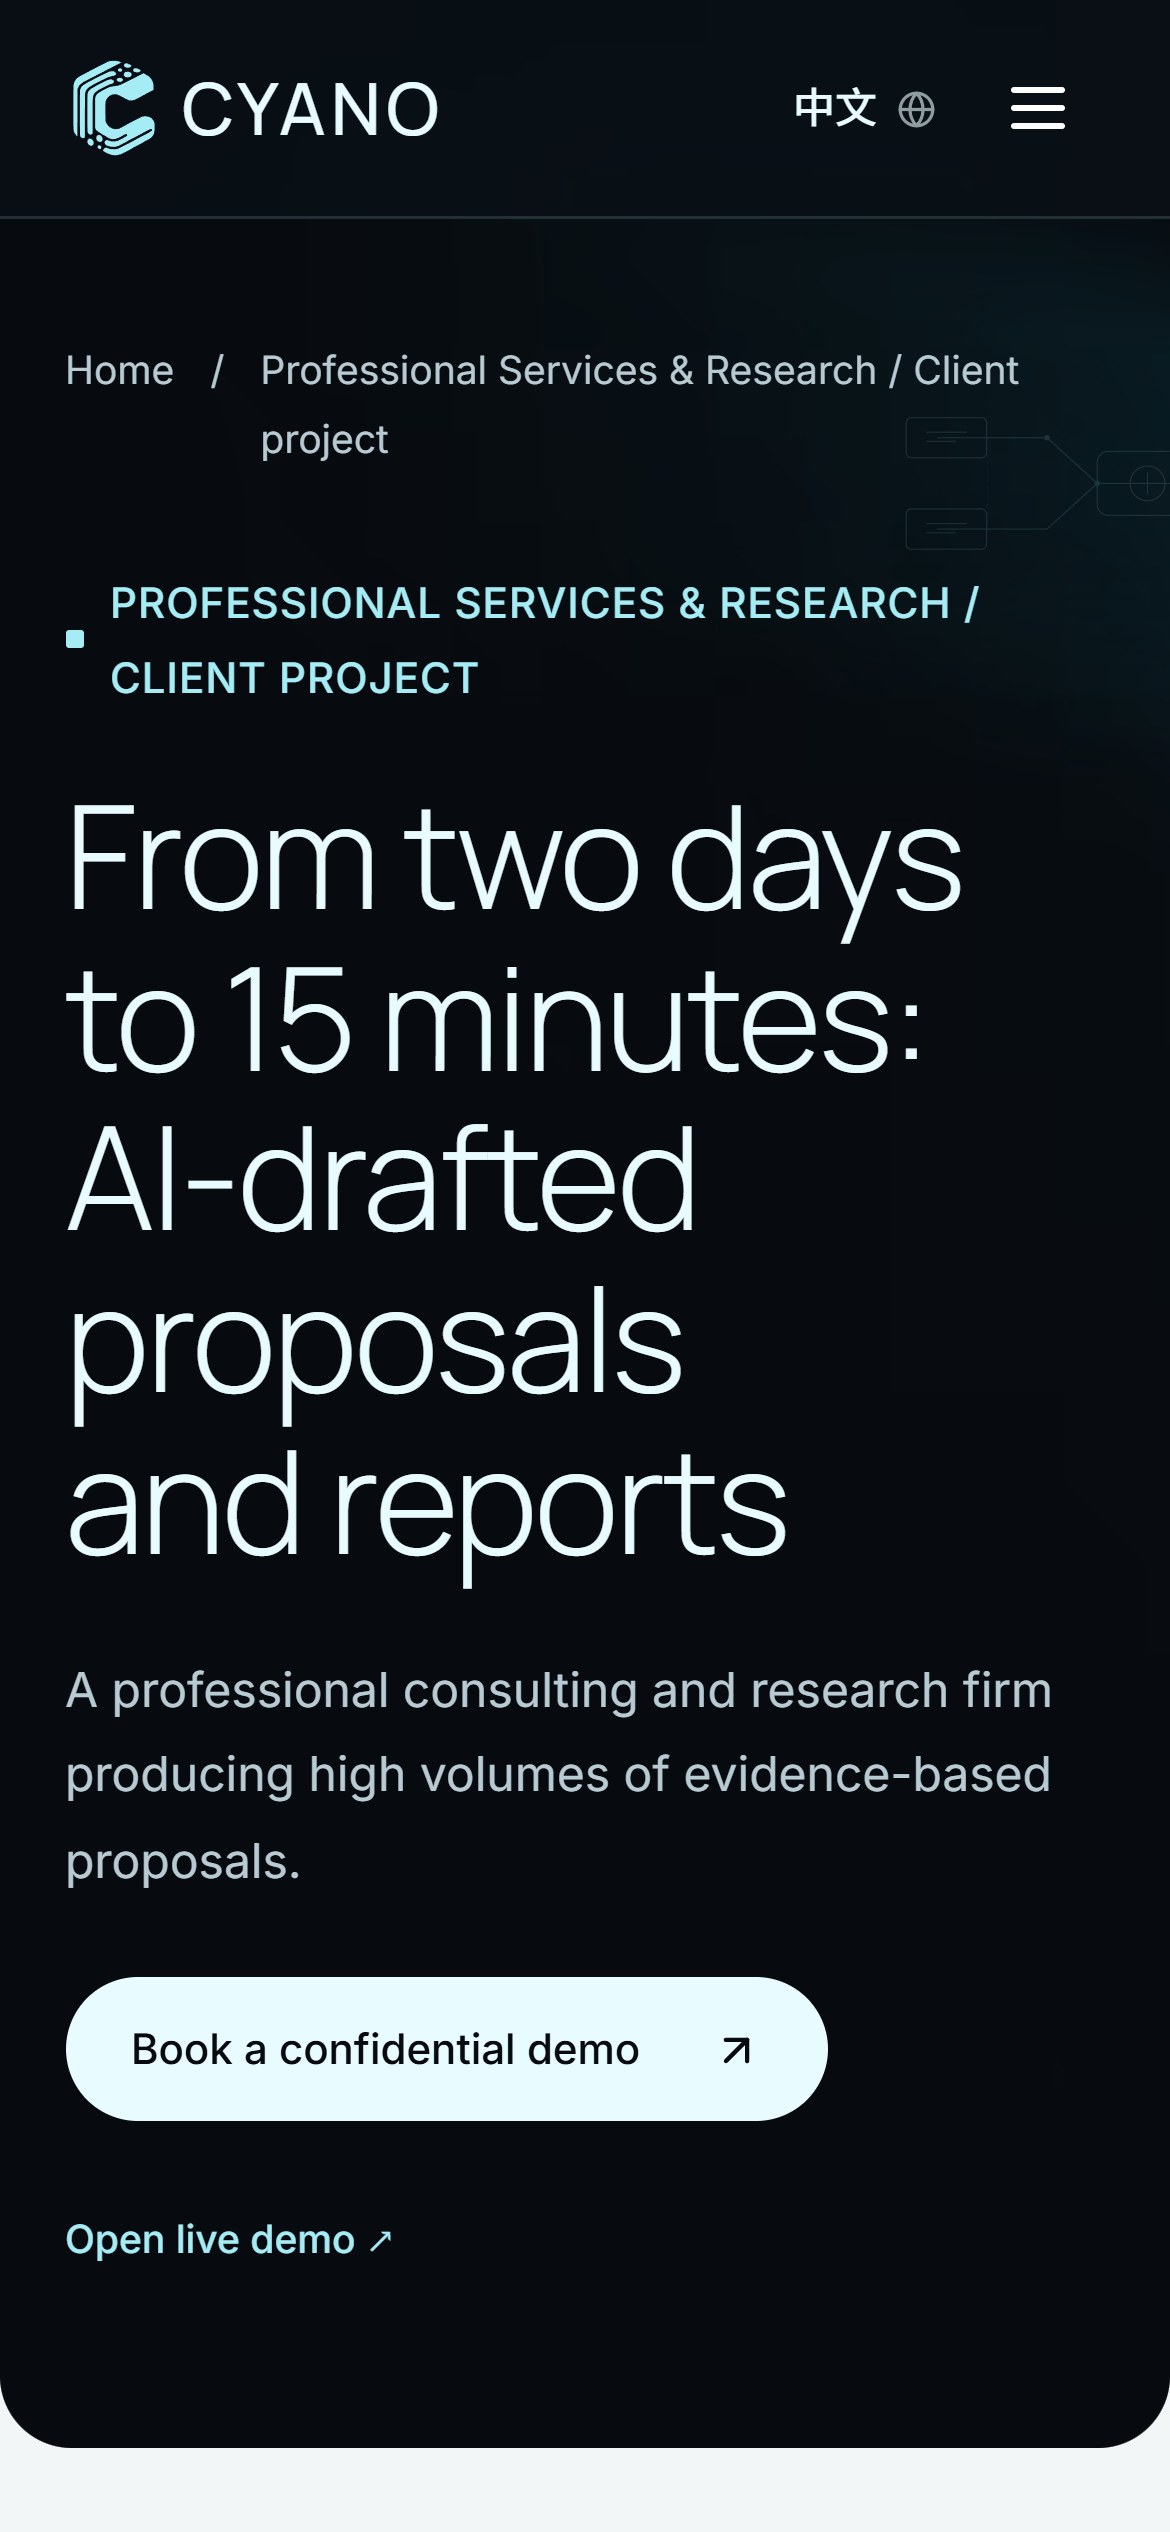 CYANO
中文
Home / Professional Services & Research / Client
project
PROFESSIONAL SERVICES & RESEARCH /
CLIENT PROJECT
From two days
to 15 minutes:
AI-drafted
proposals
and reports
A professional consulting and research firm
producing high volumes of evidence-based
proposals.
Book a confidential demo
Open live demo ↗